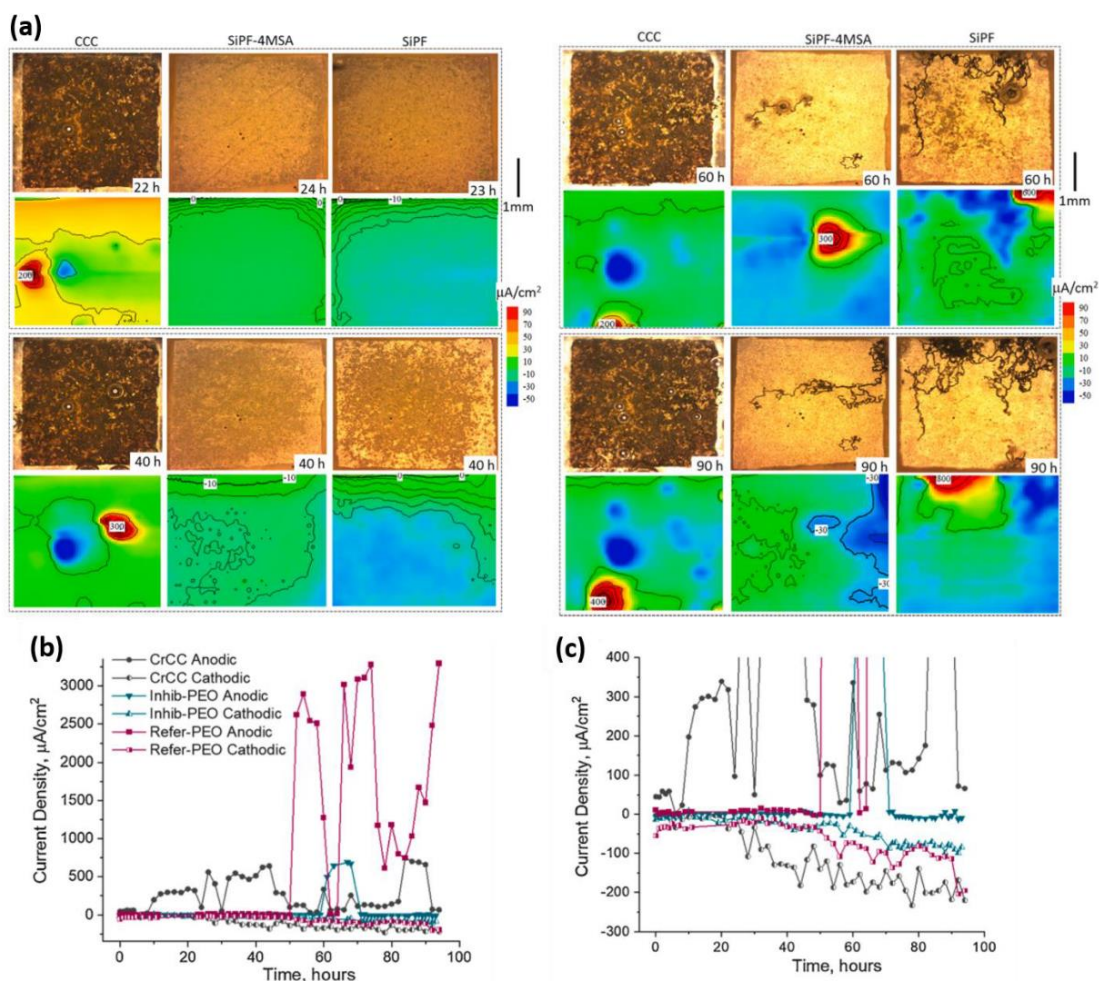 (a)
CCC SiPF-4MSA SiPF
22 h 24 h 23 h
200 0 0 -10
40 h 40 h 40 h
300 -10 -10 0 0
CCC SiPF-4MSA SiPF
60 h 60 h 60 h
200 300
90 h 90 h 90 h
400 -30 -30 -30
1mm
µA/cm²
90
70
50
30
10
-10
-30
-50
1mm
µA/cm²
90
70
50
30
10
-10
-30
-50
(b)
CrCC Anodic
CrCC Cathodic
Inhib-PEO Anodic
Inhib-PEO Cathodic
Refer-PEO Anodic
Refer-PEO Cathodic
Current Density, µA/cm²
3000
2500
2000
1500
1000
500
0
0 20 40 60 80 100
Time, hours
(c)
Current Density, µA/cm²
400
300
200
100
0
-100
-200
-300
0 20 40 60 80 100
Time, hours